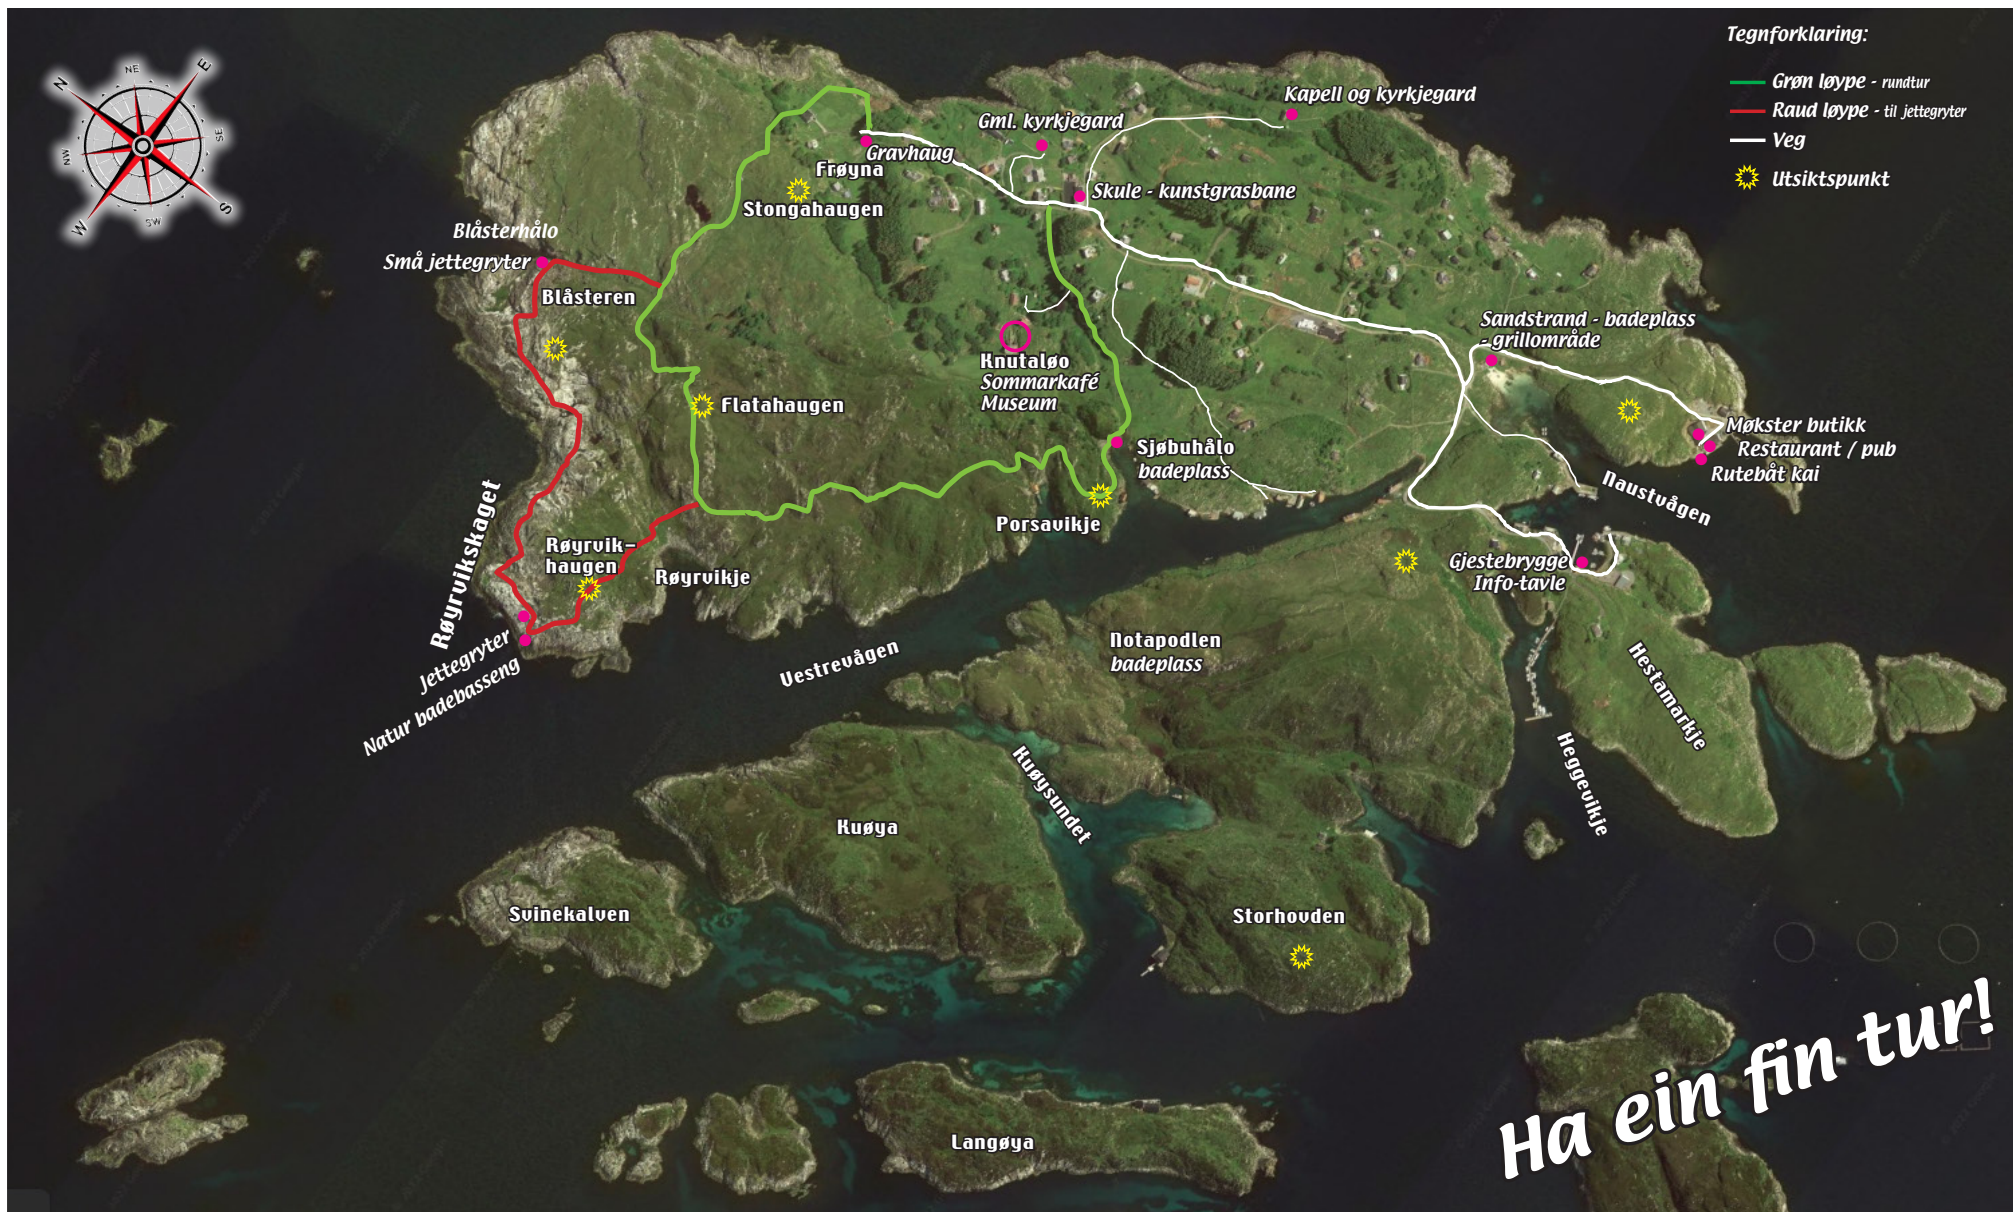 Tegnforklaring:
Grøn løype - rundtur
Raud løype - til jettegryter
Veg
Utsiktspunkt
N
NE
E
SE
S
SW
W
NW
Kapell og kyrkjegard
Gml. kyrkjegard
Gravhaug
Frøyna
Skule - kunstgrasbane
Stongahaugen
Blåsterhålo
Små jettegryter
Blåsteren
Sandstrand - badeplass
- grillområde
Knutaløo
Sommarkafé
Museum
Flatahaugen
Møkster butikk
Restaurant / pub
Rutebåt kai
Sjøbuhålo
badeplass
Naustvågen
Porsavikje
Røyrvikskaget
Røyrvik-
haugen
Røyrvikje
Gjestebrygge
Info-tavle
Jettegryter
Natur badebasseng
Vestrevågen
Notapodlen
badeplass
Hestamarkje
Heggevikje
Kuøysundet
Kuøya
Svinekalven
Storhovden
Langøya
Ha ein fin tur!